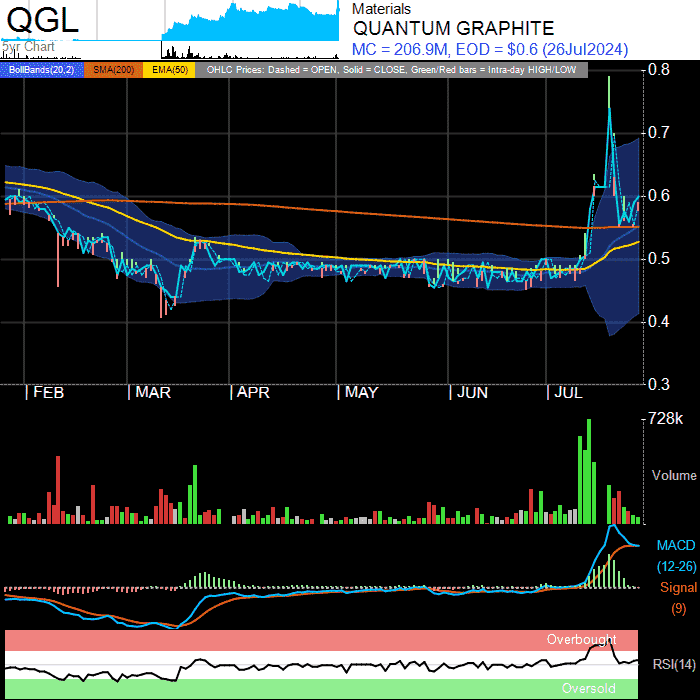 QGL
5yr Chart
Materials
QUANTUM GRAPHITE
MC = 206.9M, EOD = $0.6 (26Jul2024)
BollBands(20,2) SMA(200) EMA(50) OHLC Prices: Dashed = OPEN, Solid = CLOSE, Green/Red bars = Intra-day HIGH/LOW
0.8
0.7
0.6
0.5
0.4
0.3
FEB MAR APR MAY JUN JUL
728k
Volume
MACD
(12-26)
Signal
(9)
Overbought
RSI(14)
Oversold